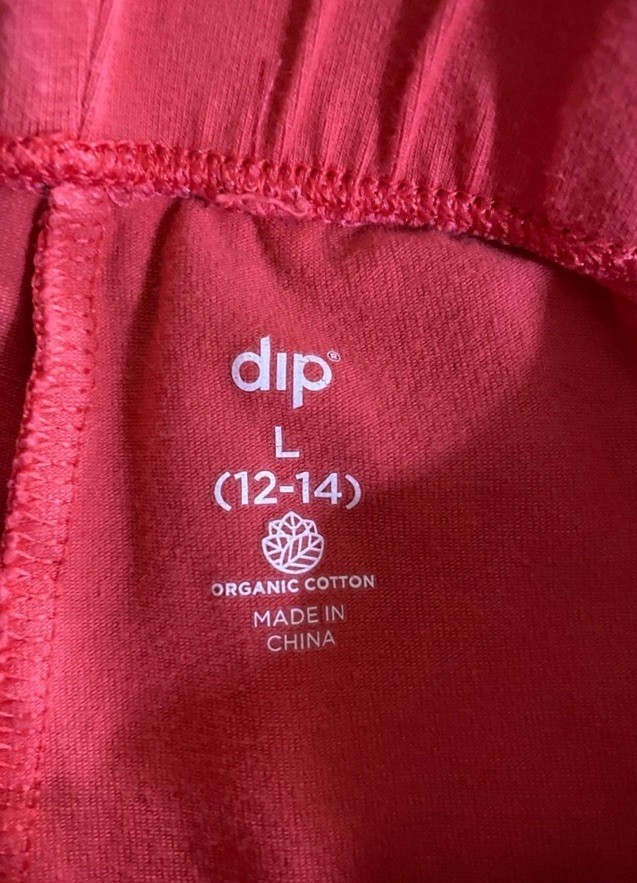 dip®
L
(12-14)
ORGANIC COTTON
MADE IN
CHINA